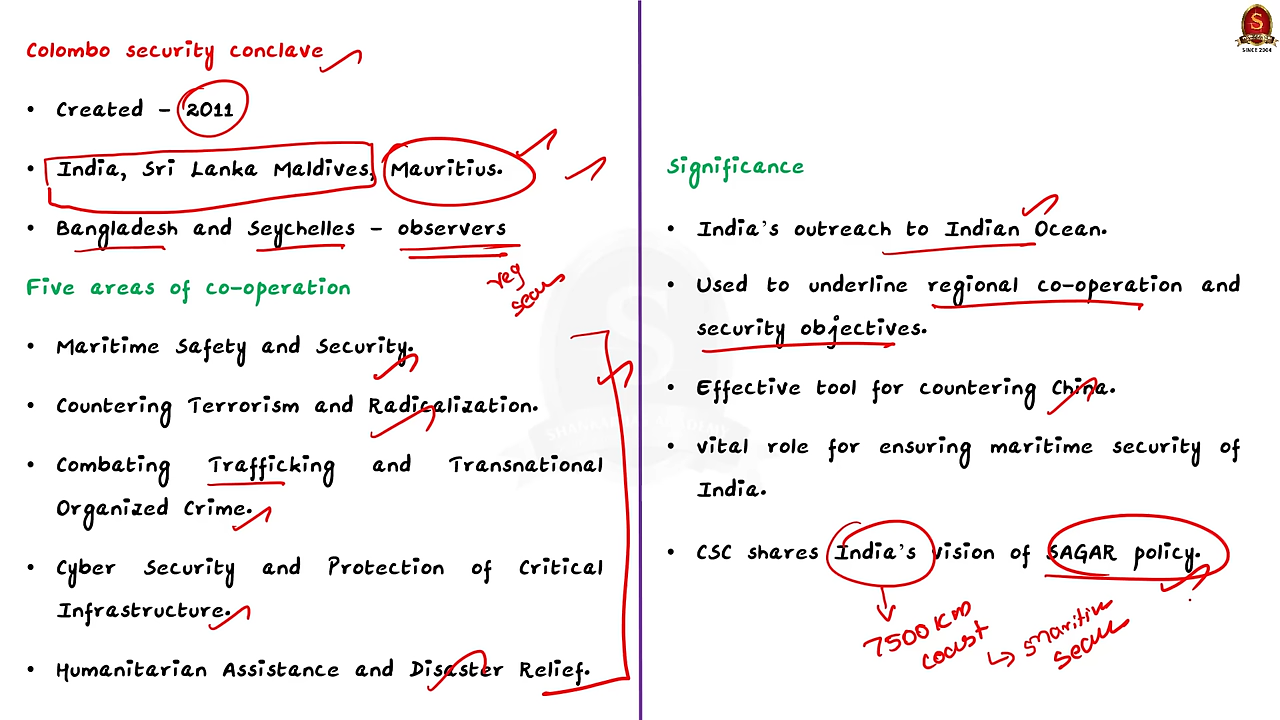 Colombo security conclave
• Created - 2011
• India, Sri Lanka Maldives, Mauritius.
• Bangladesh and Seychelles - observers
reg
secu
Five areas of co-operation
• Maritime Safety and Security.
• Countering Terrorism and Radicalization.
• Combating Trafficking and Transnational
Organized Crime.
• Cyber Security and Protection of Critical
Infrastructure.
• Humanitarian Assistance and Disaster Relief.
S
SINCE 2004
Significance
• India's outreach to Indian Ocean.
• Used to underline regional co-operation and
security objectives.
• Effective tool for countering China.
• vital role for ensuring maritime security of
India.
• CSC shares India's vision of SAGAR policy.
7500 Km
coast